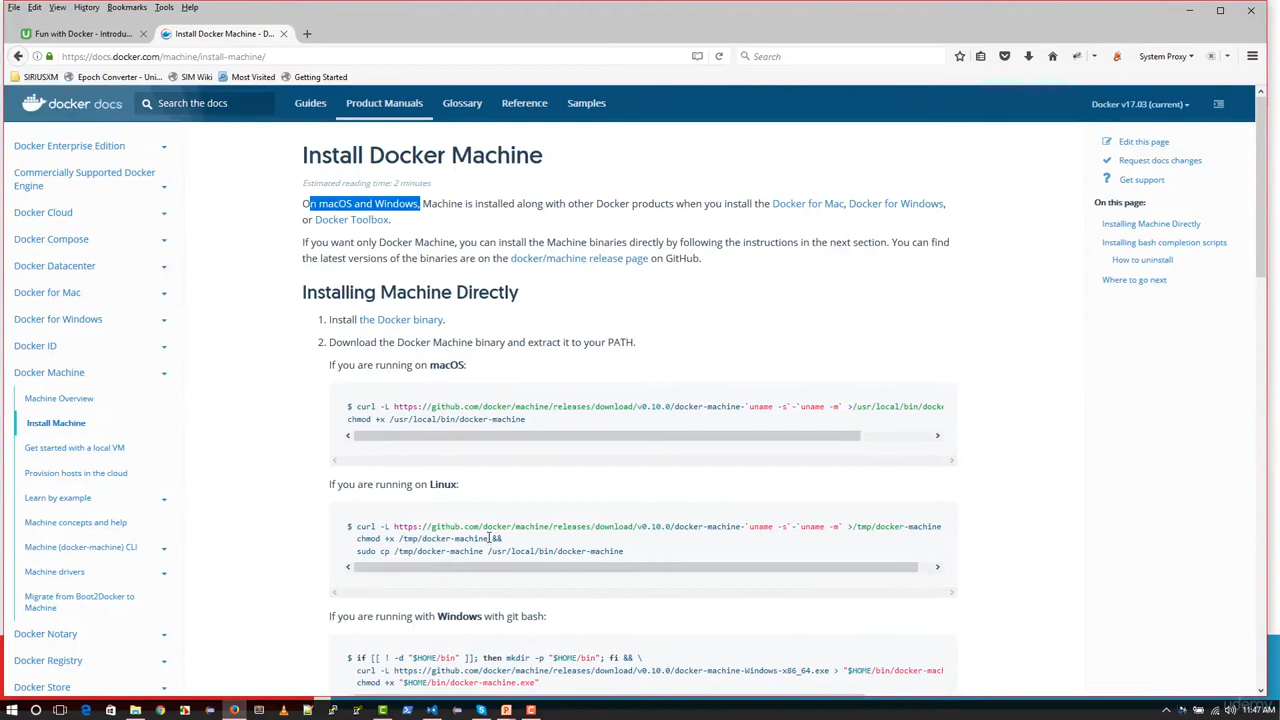 File Edit View History Bookmarks Tools Help
Fun with Docker - Introdu...
Install Docker Machine - D...
https://docs.docker.com/machine/install-machine/
Search
System Proxy
SIRIUSXM
Epoch Converter - Uni...
SIM Wiki
Most Visited
Getting Started
docker docs
Search the docs
Guides
Product Manuals
Glossary
Reference
Samples
Docker v17.03 (current)
Docker Enterprise Edition
Commercially Supported Docker
Engine
Docker Cloud
Docker Compose
Docker Datacenter
Docker for Mac
Docker for Windows
Docker ID
Docker Machine
Machine Overview
Install Machine
Get started with a local VM
Provision hosts in the cloud
Learn by example
Machine concepts and help
Machine (docker-machine) CLI
Machine drivers
Migrate from Boot2Docker to
Machine
Docker Notary
Docker Registry
Docker Store
Install Docker Machine
Estimated reading time: 2 minutes
On macOS and Windows, Machine is installed along with other Docker products when you install the Docker for Mac, Docker for Windows,
or Docker Toolbox.
If you want only Docker Machine, you can install the Machine binaries directly by following the instructions in the next section. You can find
the latest versions of the binaries are on the docker/machine release page on GitHub.
Installing Machine Directly
1. Install the Docker binary.
2. Download the Docker Machine binary and extract it to your PATH.
If you are running on macOS:
$ curl -L https://github.com/docker/machine/releases/download/v0.10.0/docker-machine-`uname -s`-`uname -m` >/usr/local/bin/docke
chmod +x /usr/local/bin/docker-machine
If you are running on Linux:
$ curl -L https://github.com/docker/machine/releases/download/v0.10.0/docker-machine-`uname -s`-`uname -m` >/tmp/docker-machine
chmod +x /tmp/docker-machine &&
sudo cp /tmp/docker-machine /usr/local/bin/docker-machine
If you are running with Windows with git bash:
$ if [[ ! -d "$HOME/bin" ]]; then mkdir -p "$HOME/bin"; fi && \
curl -L https://github.com/docker/machine/releases/download/v0.10.0/docker-machine-Windows-x86_64.exe > "$HOME/bin/docker-mach
chmod +x "$HOME/bin/docker-machine.exe"
Edit this page
Request docs changes
Get support
On this page:
Installing Machine Directly
Installing bash completion scripts
How to uninstall
Where to go next
11:47 AM
udemy